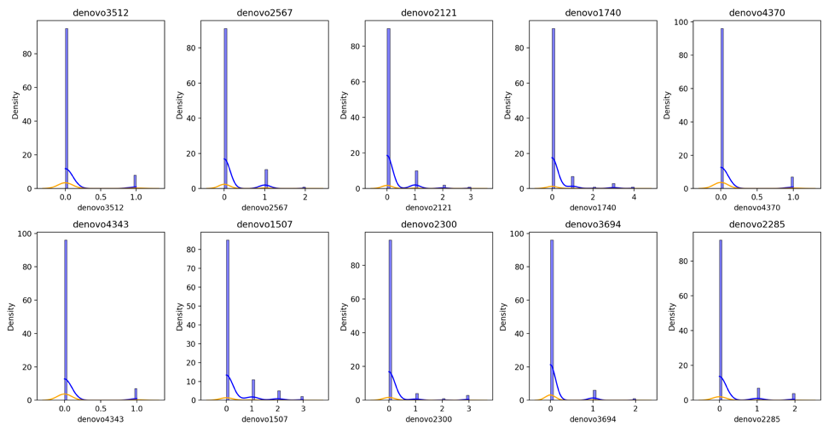 denovo3512 denovo2567 denovo2121 denovo1740 denovo4370
Density Density Density Density Density
80 60 40 20 0
80 60 40 20 0
80 60 40 20 0
80 60 40 20 0
100 80 60 40 20 0
0.0 0.5 1.0
0 1 2
0 1 2 3
0 1 2 3 4
0.0 0.5 1.0
denovo3512 denovo2567 denovo2121 denovo1740 denovo4370
denovo4343 denovo1507 denovo2300 denovo3694 denovo2285
Density Density Density Density Density
100 80 60 40 20 0
80 70 60 50 40 30 20 10 0
80 60 40 20 0
100 80 60 40 20 0
80 60 40 20 0
0.0 0.5 1.0
0 1 2 3
0 1 2 3
0 1 2
0 1 2
denovo4343 denovo1507 denovo2300 denovo3694 denovo2285